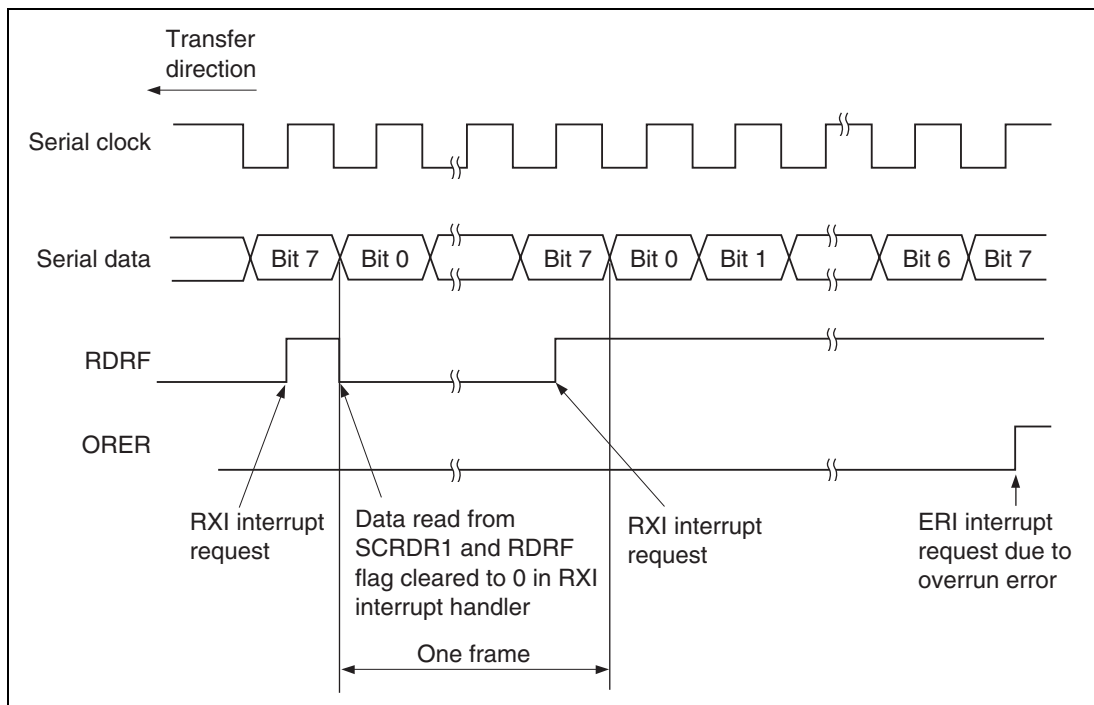 Transfer
direction
Serial clock
Serial data
Bit 7 Bit 0 Bit 7 Bit 0 Bit 1 Bit 6 Bit 7
RDRF
ORER
RXI interrupt
request
Data read from
SCRDR1 and RDRF
flag cleared to 0 in RXI
interrupt handler
RXI interrupt
request
ERI interrupt
request due to
overrun error
One frame